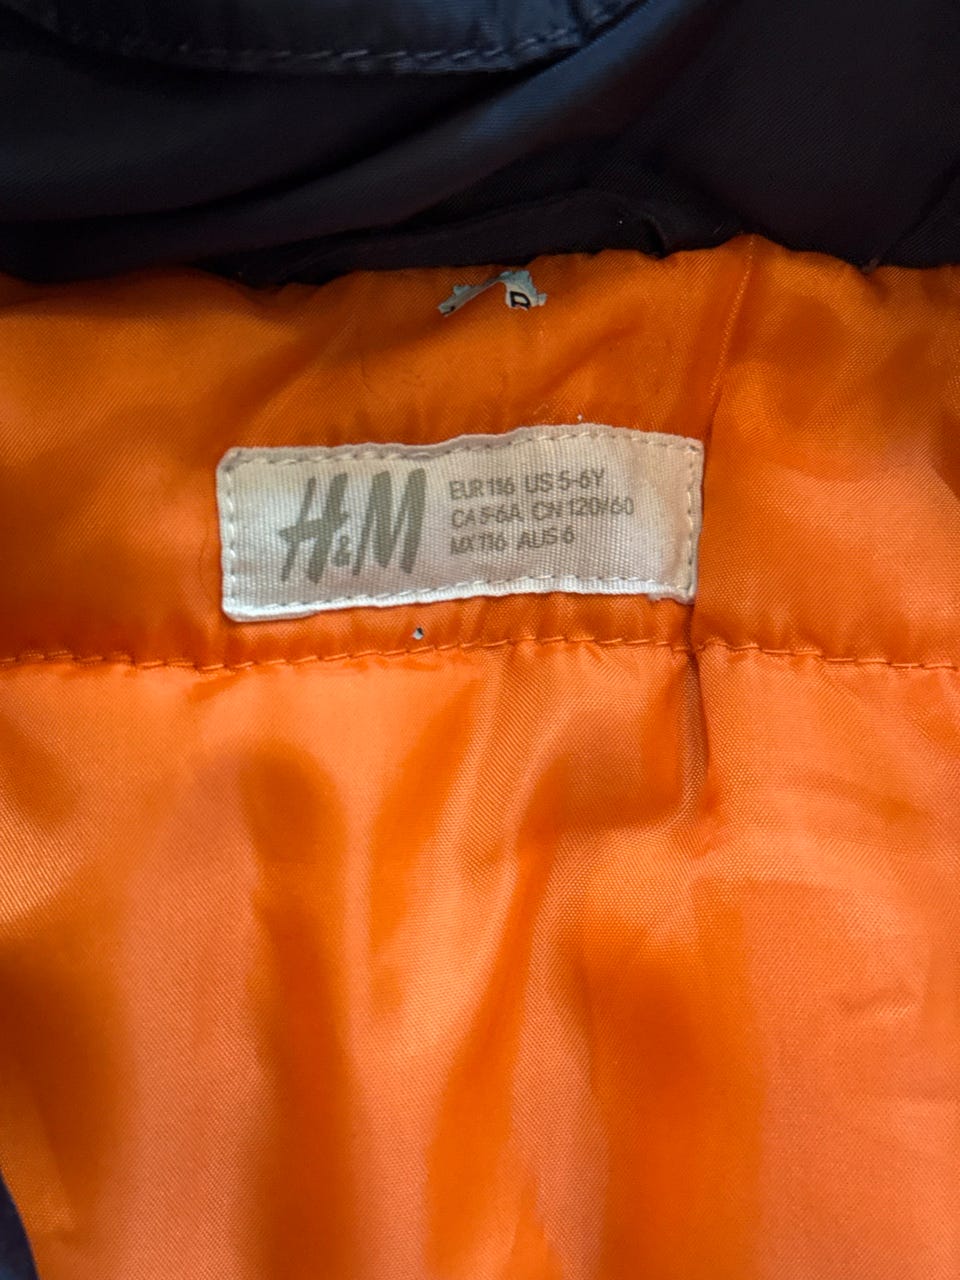 D
H&M
EUR 116 US 5-6Y
CA 5-6A CN 120/60
MX 116 AUS 6